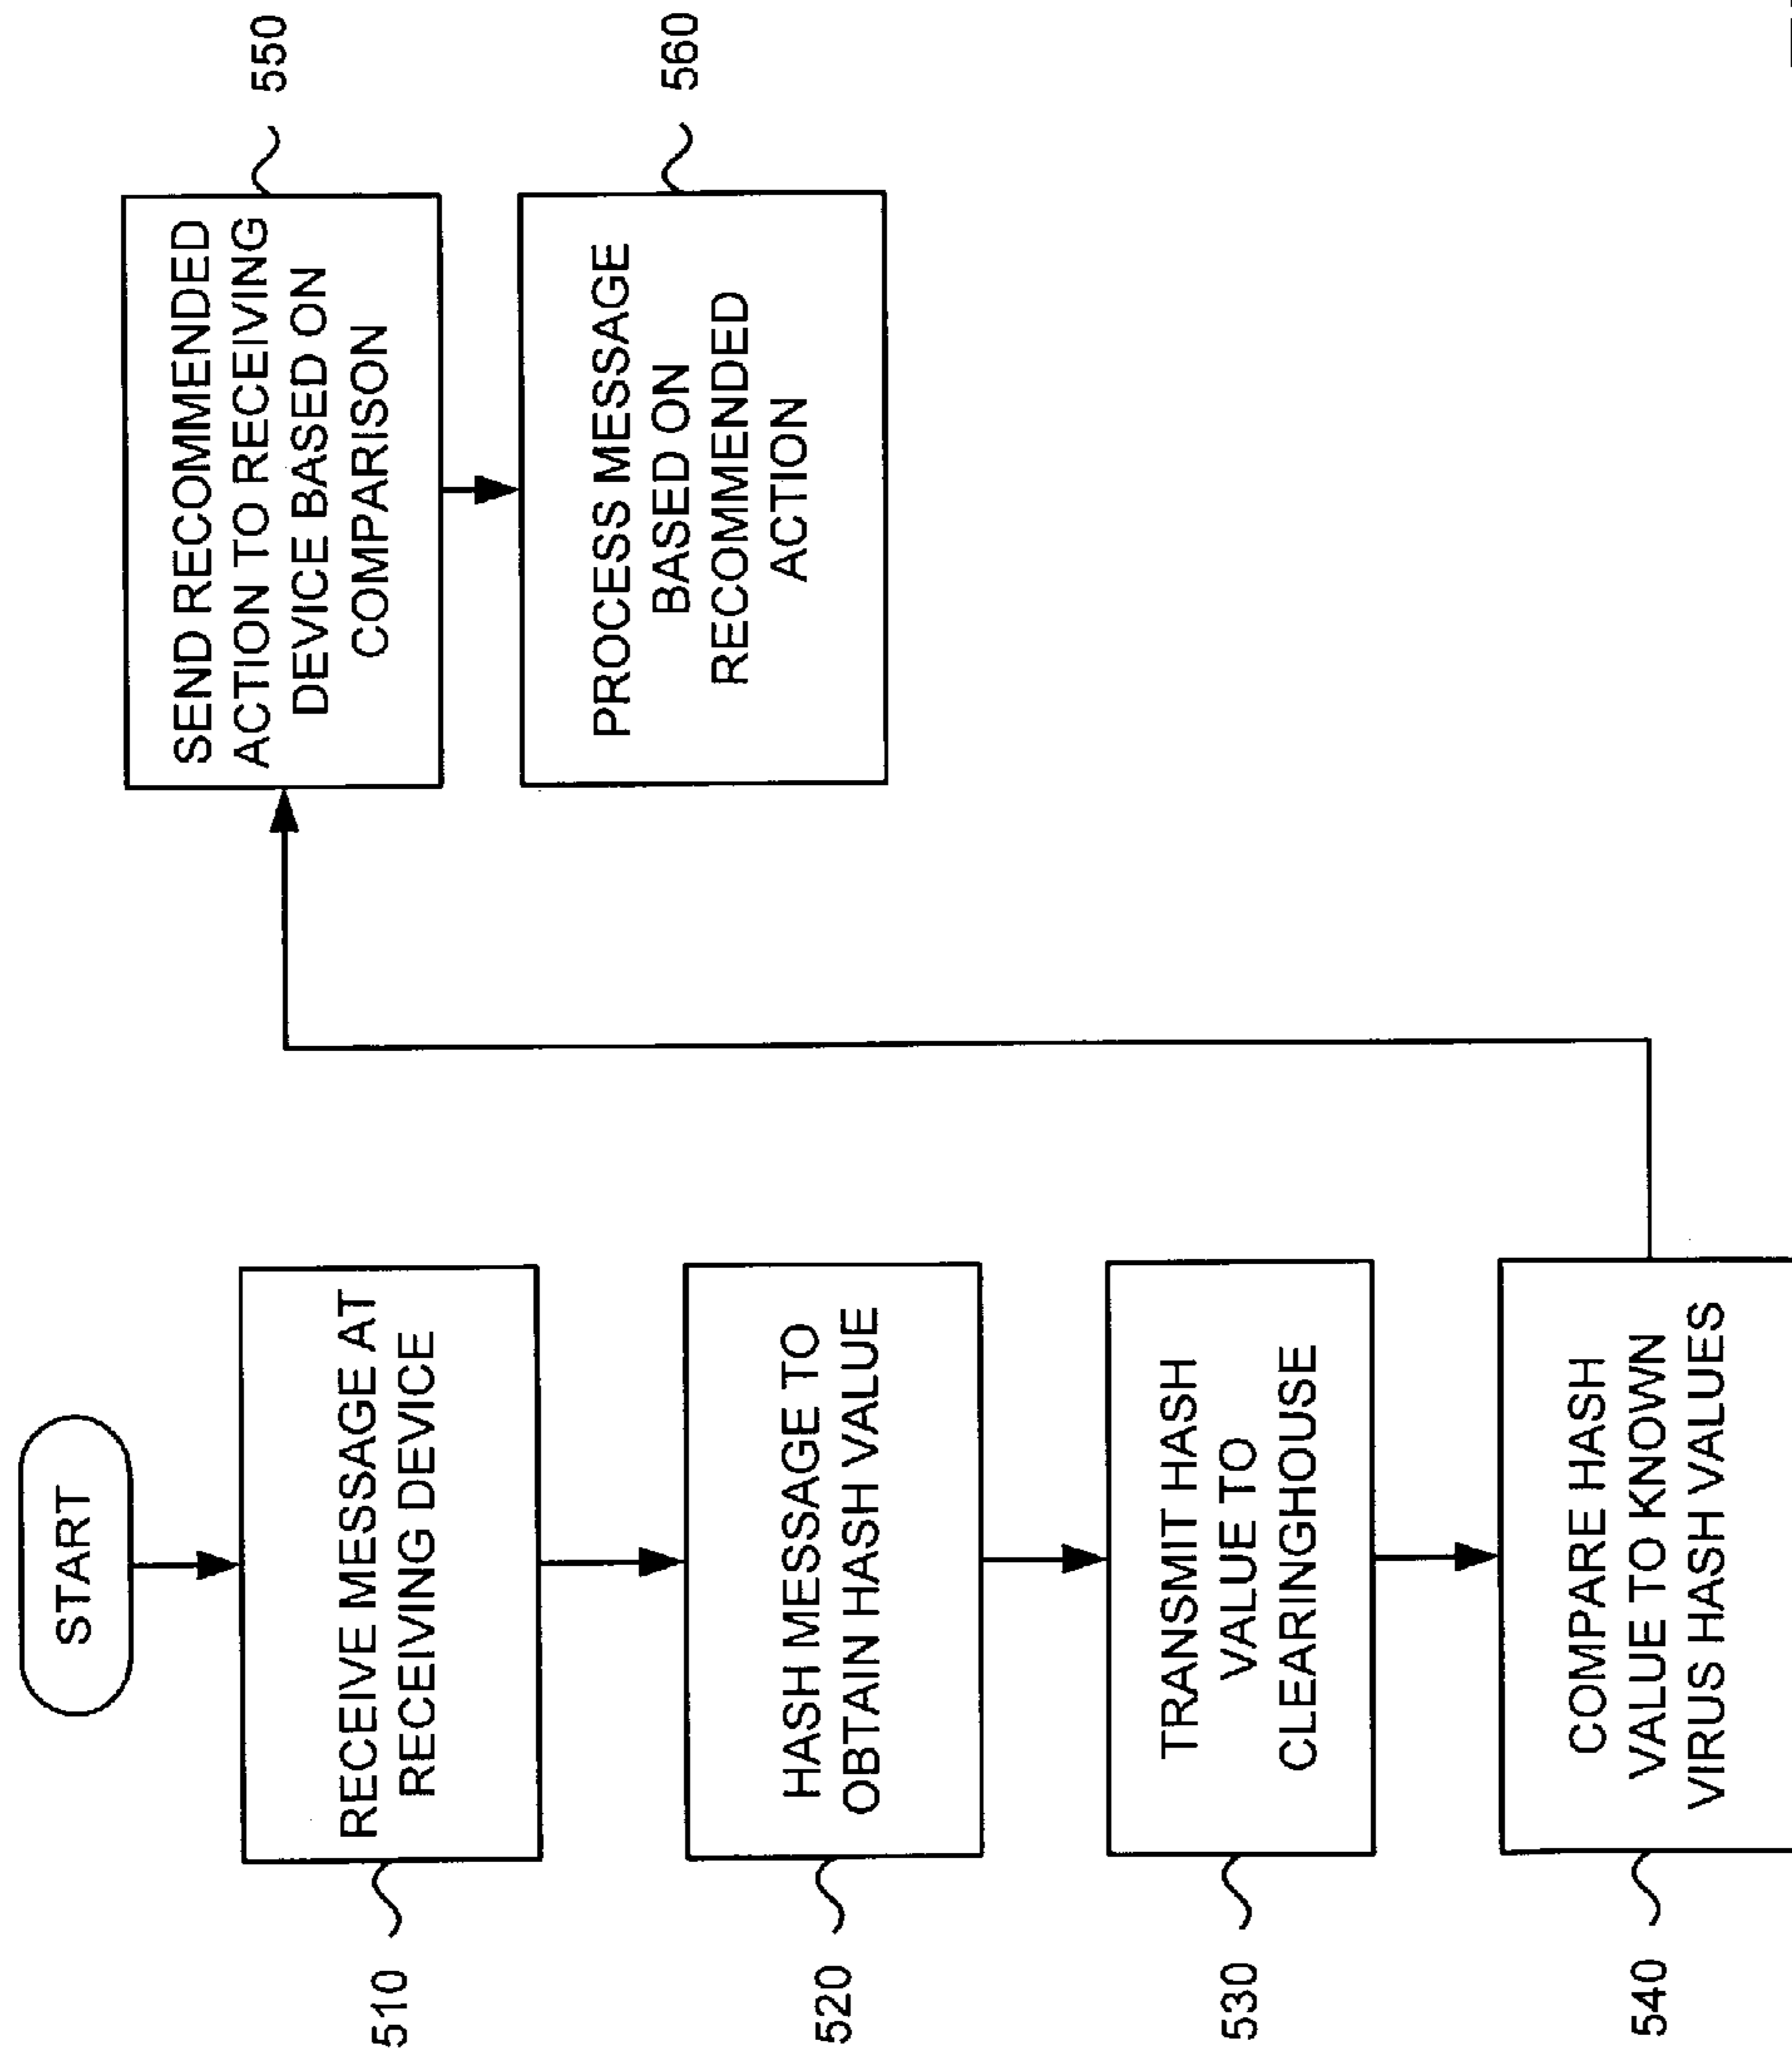 START
RECEIVE MESSAGE AT
RECEIVING DEVICE
510
HASH MESSAGE TO
OBTAIN HASH VALUE
520
TRANSMIT HASH
VALUE TO
CLEARINGHOUSE
530
COMPARE HASH
VALUE TO KNOWN
VIRUS HASH VALUES
540
SEND RECOMMENDED
ACTION TO RECEIVING
DEVICE BASED ON
COMPARISON
550
PROCESS MESSAGE
BASED ON
RECOMMENDED
ACTION
560